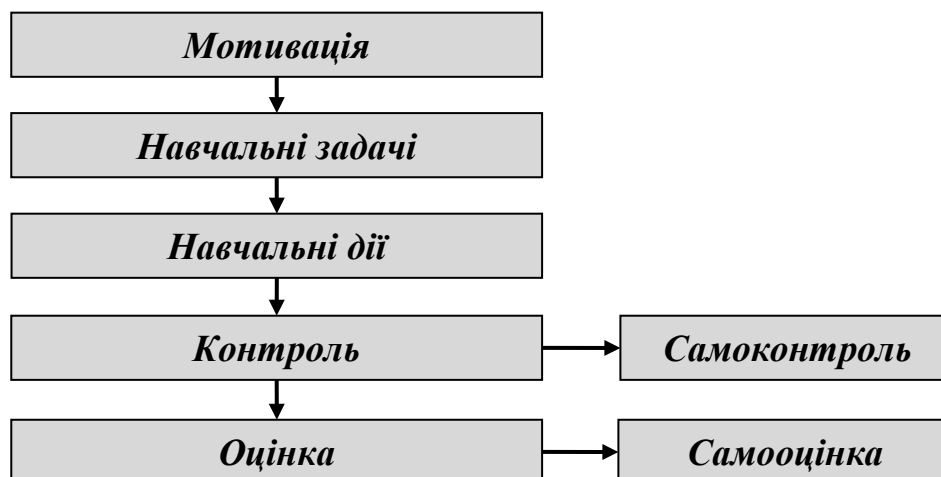 Мотивація
Навчальні задачі
Навчальні дії
Контроль
Самоконтроль
Оцінка
Самооцінка